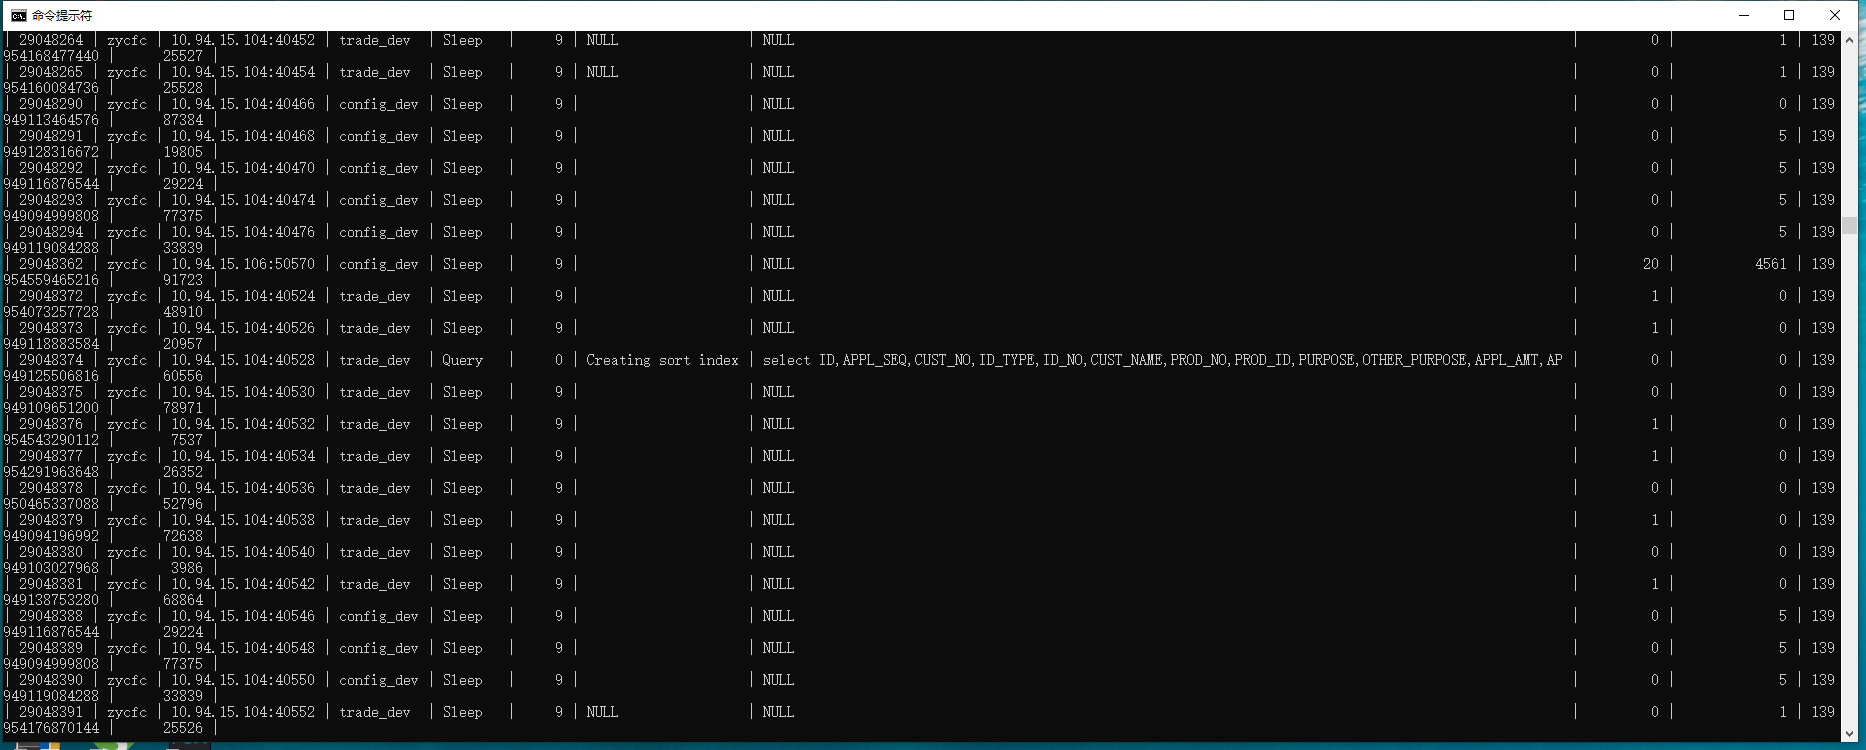 命令提示符
| 29048264 | zycfc | 10.94.15.104:40452 | trade_dev | Sleep | 9 | NULL | NULL | 0 | 1 | 139
954168477440 | 25527 |
| 29048265 | zycfc | 10.94.15.104:40454 | trade_dev | Sleep | 9 | NULL | NULL | 0 | 1 | 139
954160084736 | 25528 |
| 29048290 | zycfc | 10.94.15.104:40466 | config_dev | Sleep | 9 | | NULL | 0 | 0 | 139
949113464576 | 87384 |
| 29048291 | zycfc | 10.94.15.104:40468 | config_dev | Sleep | 9 | | NULL | 0 | 5 | 139
949128316672 | 19805 |
| 29048292 | zycfc | 10.94.15.104:40470 | config_dev | Sleep | 9 | | NULL | 0 | 5 | 139
949116876544 | 29224 |
| 29048293 | zycfc | 10.94.15.104:40474 | config_dev | Sleep | 9 | | NULL | 0 | 5 | 139
949094999808 | 77375 |
| 29048294 | zycfc | 10.94.15.104:40476 | config_dev | Sleep | 9 | | NULL | 0 | 5 | 139
949119084288 | 33839 |
| 29048362 | zycfc | 10.94.15.106:50570 | config_dev | Sleep | 9 | | NULL | 20 | 4561 | 139
954559465216 | 91723 |
| 29048372 | zycfc | 10.94.15.104:40524 | trade_dev | Sleep | 9 | | NULL | 1 | 0 | 139
954073257728 | 48910 |
| 29048373 | zycfc | 10.94.15.104:40526 | trade_dev | Sleep | 9 | | NULL | 1 | 0 | 139
949118883584 | 20957 |
| 29048374 | zycfc | 10.94.15.104:40528 | trade_dev | Query | 0 | Creating sort index | select ID,APPL_SEQ,CUST_NO,ID_TYPE,ID_NO,CUST_NAME,PROD_NO,PROD_ID,PURPOSE,OTHER_PURPOSE,APPL_AMT,AP | 0 | 0 | 139
949125506816 | 60556 |
| 29048375 | zycfc | 10.94.15.104:40530 | trade_dev | Sleep | 9 | | NULL | 0 | 0 | 139
949109651200 | 78971 |
| 29048376 | zycfc | 10.94.15.104:40532 | trade_dev | Sleep | 9 | | NULL | 1 | 0 | 139
954543290112 | 7537 |
| 29048377 | zycfc | 10.94.15.104:40534 | trade_dev | Sleep | 9 | | NULL | 1 | 0 | 139
954291963648 | 26352 |
| 29048378 | zycfc | 10.94.15.104:40536 | trade_dev | Sleep | 9 | | NULL | 0 | 0 | 139
950465337088 | 52796 |
| 29048379 | zycfc | 10.94.15.104:40538 | trade_dev | Sleep | 9 | | NULL | 1 | 0 | 139
949094196992 | 72638 |
| 29048380 | zycfc | 10.94.15.104:40540 | trade_dev | Sleep | 9 | | NULL | 0 | 0 | 139
949103027968 | 3986 |
| 29048381 | zycfc | 10.94.15.104:40542 | trade_dev | Sleep | 9 | | NULL | 1 | 0 | 139
949138753280 | 68864 |
| 29048388 | zycfc | 10.94.15.104:40546 | config_dev | Sleep | 9 | | NULL | 0 | 5 | 139
949116876544 | 29224 |
| 29048389 | zycfc | 10.94.15.104:40548 | config_dev | Sleep | 9 | | NULL | 0 | 5 | 139
949094999808 | 77375 |
| 29048390 | zycfc | 10.94.15.104:40550 | config_dev | Sleep | 9 | | NULL | 0 | 5 | 139
949119084288 | 33839 |
| 29048391 | zycfc | 10.94.15.104:40552 | trade_dev | Sleep | 9 | NULL | NULL | 0 | 1 | 139
954176870144 | 25526 |